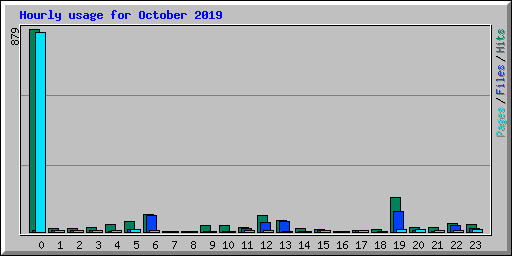 Hourly usage for October 2019
879
Pages/Files/Hits
0 1 2 3 4 5 6 7 8 9 10 11 12 13 14 15 16 17 18 19 20 21 22 23